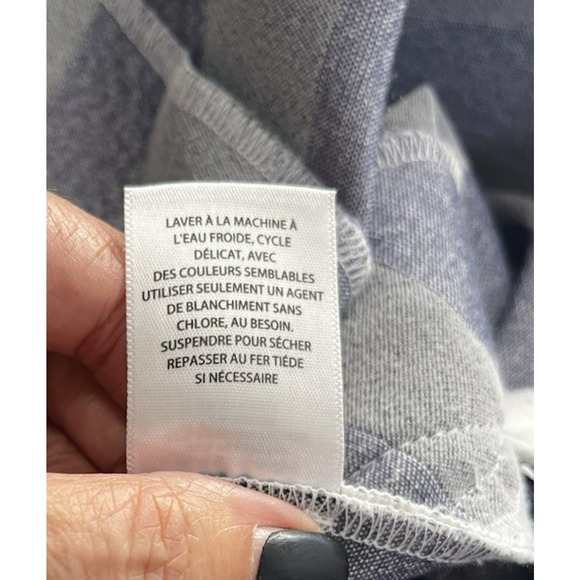 LAVER À LA MACHINE À
L'EAU FROIDE, CYCLE
DÉLICAT, AVEC
DES COULEURS SEMBLABLES
UTILISER SEULEMENT UN AGENT
DE BLANCHIMENT SANS
CHLORE, AU BESOIN.
SUSPENDRE POUR SÉCHER
REPASSER AU FER TIÉDE
SI NÉCESSAIRE